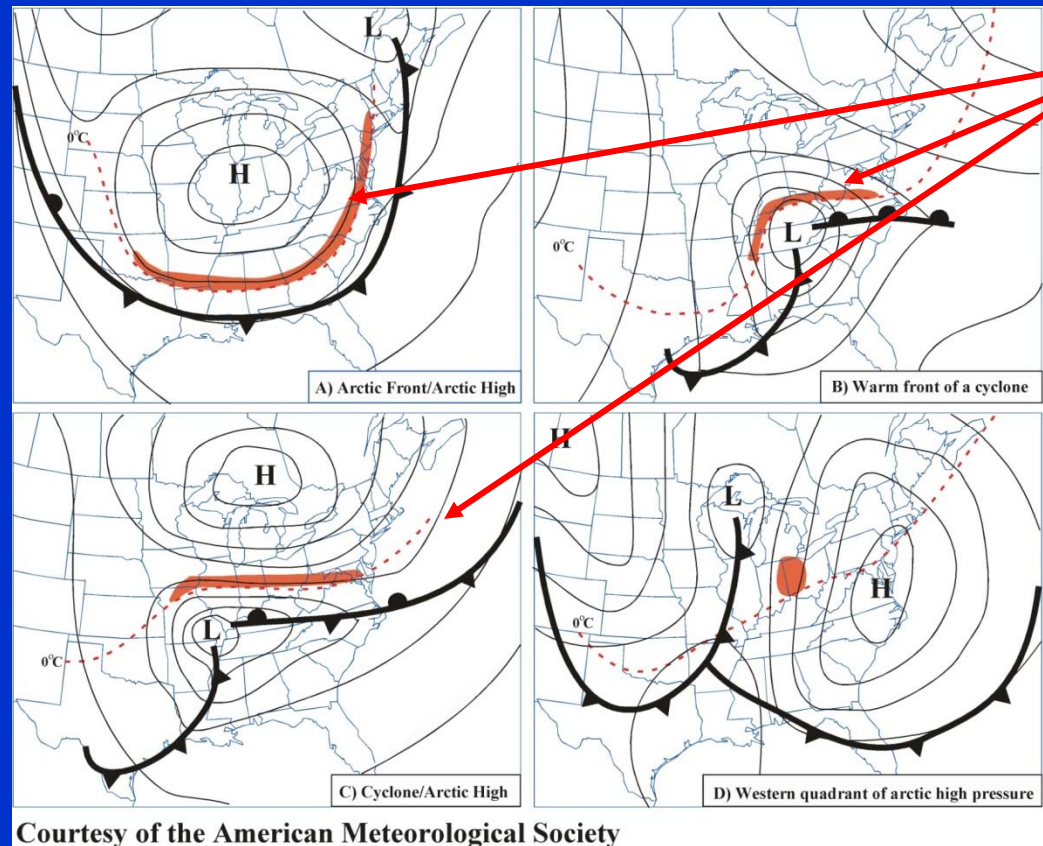 L
0°C
H
A) Arctic Front/Arctic High
L
0°C
B) Warm front of a cyclone
H
L
0°C
C) Cyclone/Arctic High
H
L
H
0°C
D) Western quadrant of arctic high pressure
Courtesy of the American Meteorological Society